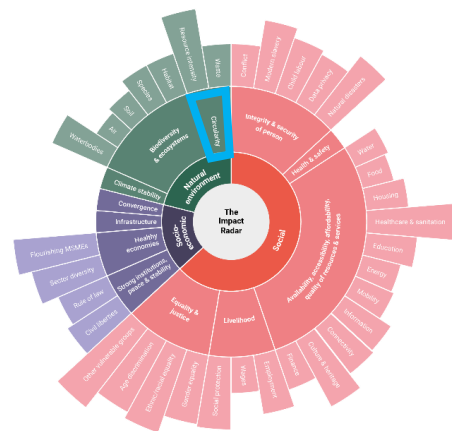 The
Impact
Radar
Social
Integrity & security
of person
Conflict
Modern slavery
Child labour
Data privacy
Natural disasters
Health & safety
Availability, accessibility, affordability,
quality of resources & services
Water
Food
Housing
Healthcare & sanitation
Education
Energy
Mobility
Information
Connectivity
Culture & heritage
Finance
Livelihood
Employment
Wages
Social protection
Equality &
justice
Gender equality
Ethnic/racial equality
Age discrimination
Other vulnerable groups
Socio-
economic
Strong institutions,
peace & stability
Civil liberties
Rule of law
Healthy
economies
Sector diversity
Flourishing MSMEs
Infrastructure
Convergence
Natural
environment
Climate stability
Biodiversity
& ecosystems
Waterbodies
Air
Soil
Species
Habitat
Circularity
Resource intensity
Waste